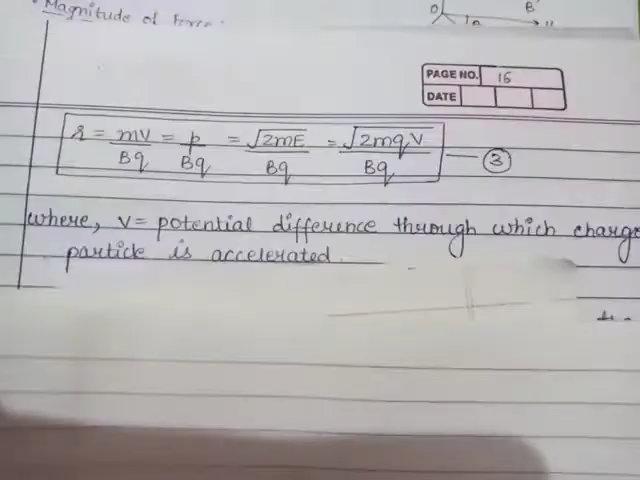 Magnitude of Force:
O B
PAGE NO. 15
DATE
r = mv/Bq = p/Bq = √2mE/Bq = √2mqV/Bq — ③
where, V = potential difference through which charge
particle is accelerated.